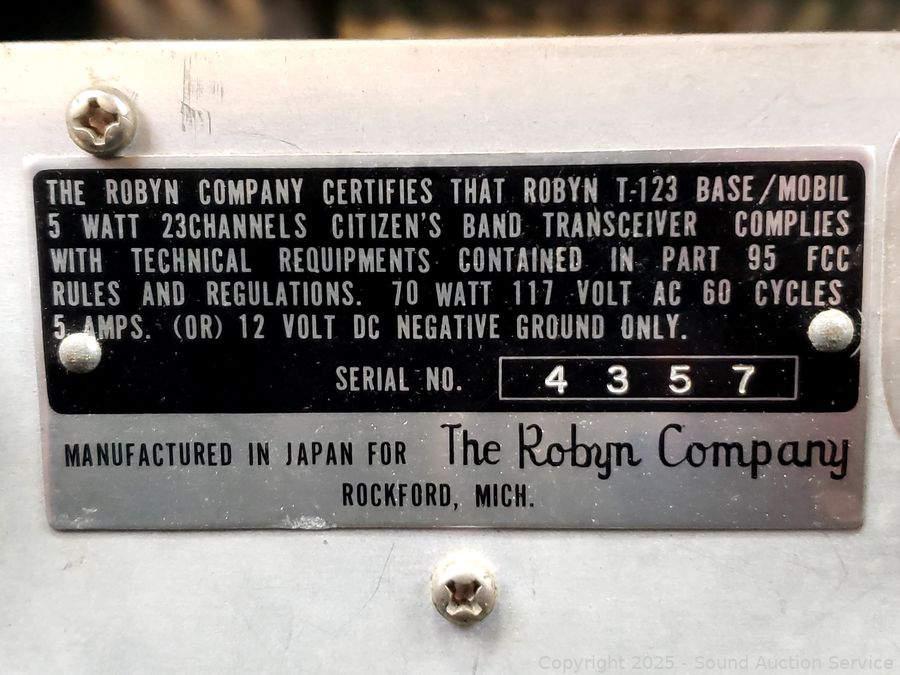 THE ROBYN COMPANY CERTIFIES THAT ROBYN T-123 BASE/MOBIL
5 WATT 23CHANNELS CITIZEN'S BAND TRANSCEIVER COMPLIES
WITH TECHNICAL REQUIPMENTS CONTAINED IN PART 95 FCC
RULES AND REGULATIONS. 70 WATT 117 VOLT AC 60 CYCLES
5 AMPS. (OR) 12 VOLT DC NEGATIVE GROUND ONLY.
SERIAL NO. 4357
MANUFACTURED IN JAPAN FOR The Robyn Company
ROCKFORD, MICH.
Copyright 2025 - Sound Auction Service